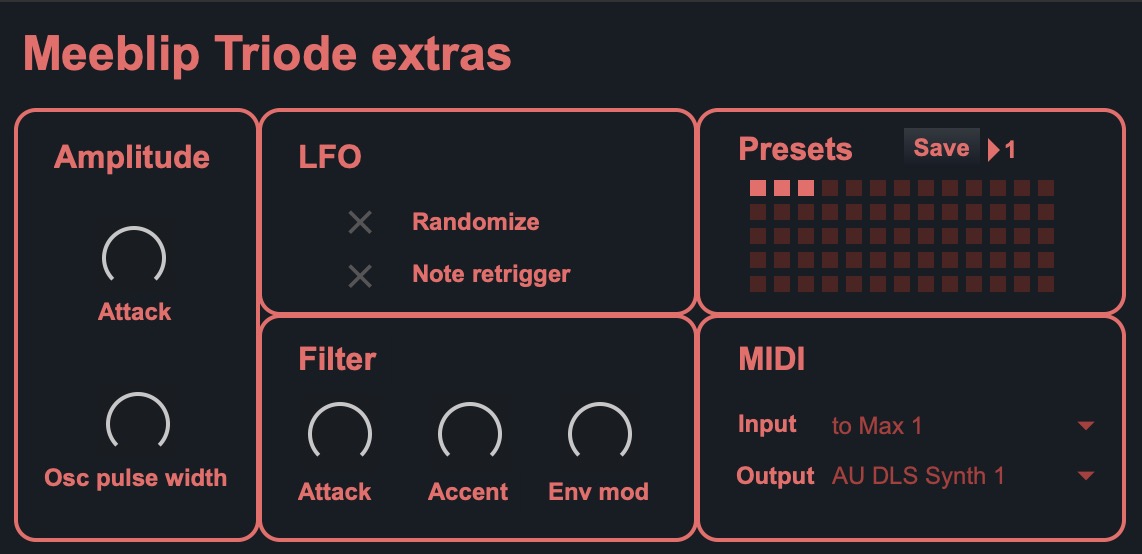 Meeblip Triode extras
Amplitude
Attack
Osc pulse width
LFO
Randomize
Note retrigger
Filter
Attack Accent Env mod
Presets Save 1
MIDI
Input to Max 1
Output AU DLS Synth 1